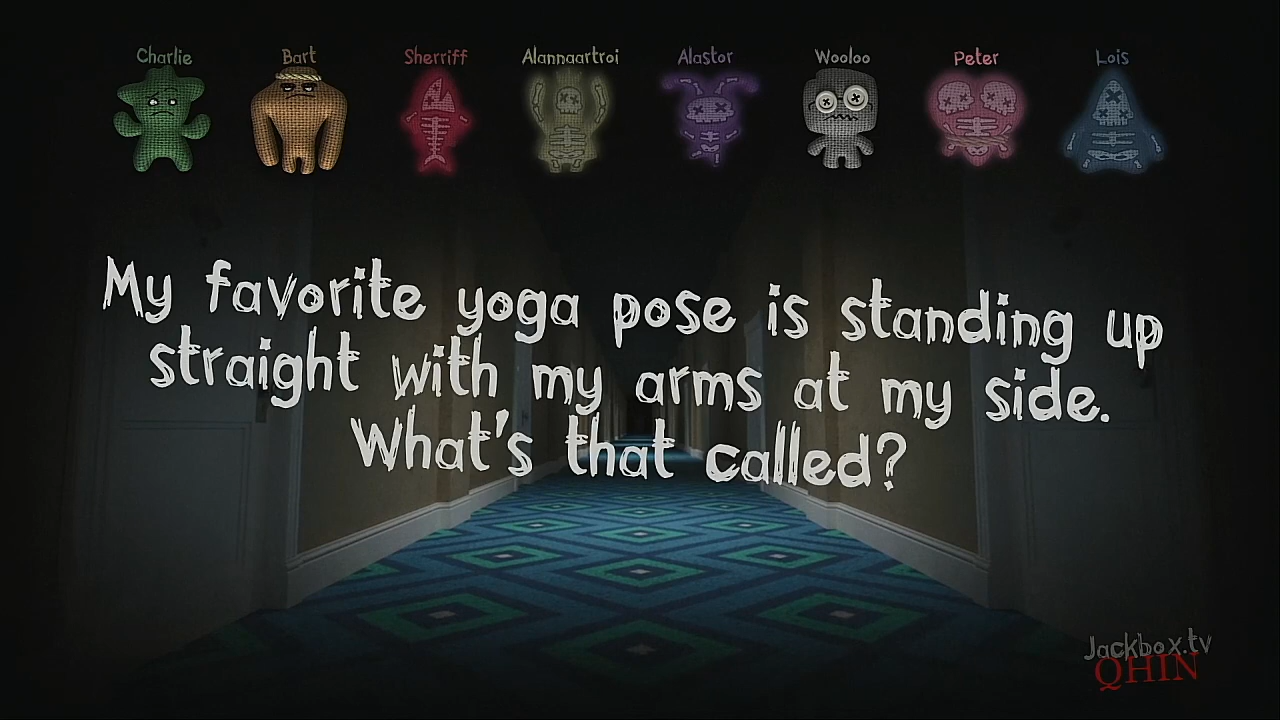 Charlie Bart Sherriff Alannaartroi Alastor Wooloo Peter Lois
My favorite yoga pose is standing up
straight with my arms at my side.
What's that called?
Jackbox.tv
QHIN